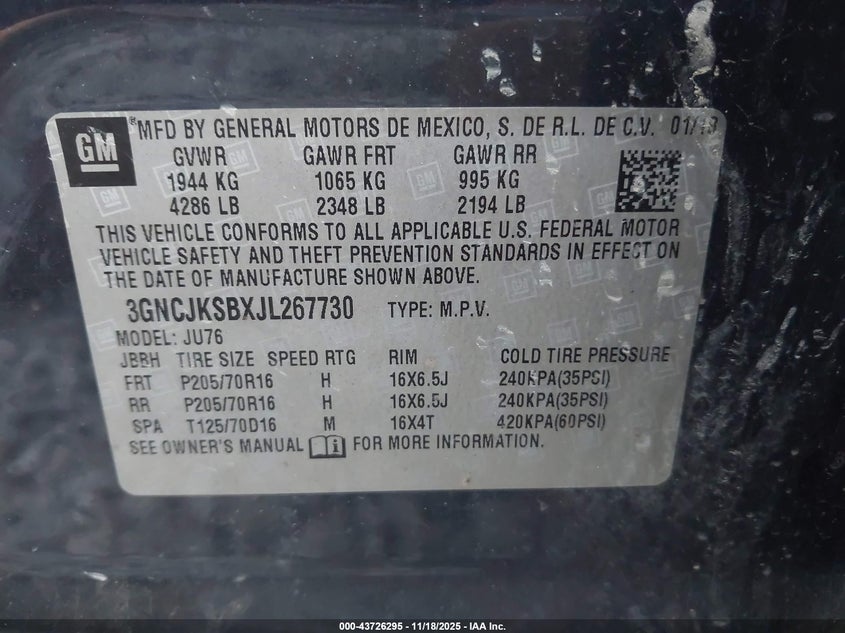 GM
®MFD BY GENERAL MOTORS DE MEXICO, S. DE R.L. DE C.V. 01/18
GVWR GAWR FRT GAWR RR
1944 KG 1065 KG 995 KG
4286 LB 2348 LB 2194 LB
THIS VEHICLE CONFORMS TO ALL APPLICABLE U.S. FEDERAL MOTOR
VEHICLE SAFETY AND THEFT PREVENTION STANDARDS IN EFFECT ON
THE DATE OF MANUFACTURE SHOWN ABOVE.
3GNCJKSBXJL267730 TYPE: M.P.V.
MODEL: JU76
JBBH TIRE SIZE SPEED RTG RIM COLD TIRE PRESSURE
FRT P205/70R16 H 16X6.5J 240KPA(35PSI)
RR P205/70R16 H 16X6.5J 240KPA(35PSI)
SPA T125/70D16 M 16X4T 420KPA(60PSI)
SEE OWNER'S MANUAL FOR MORE INFORMATION.
000-43726295 - 11/18/2025 - IAA Inc.